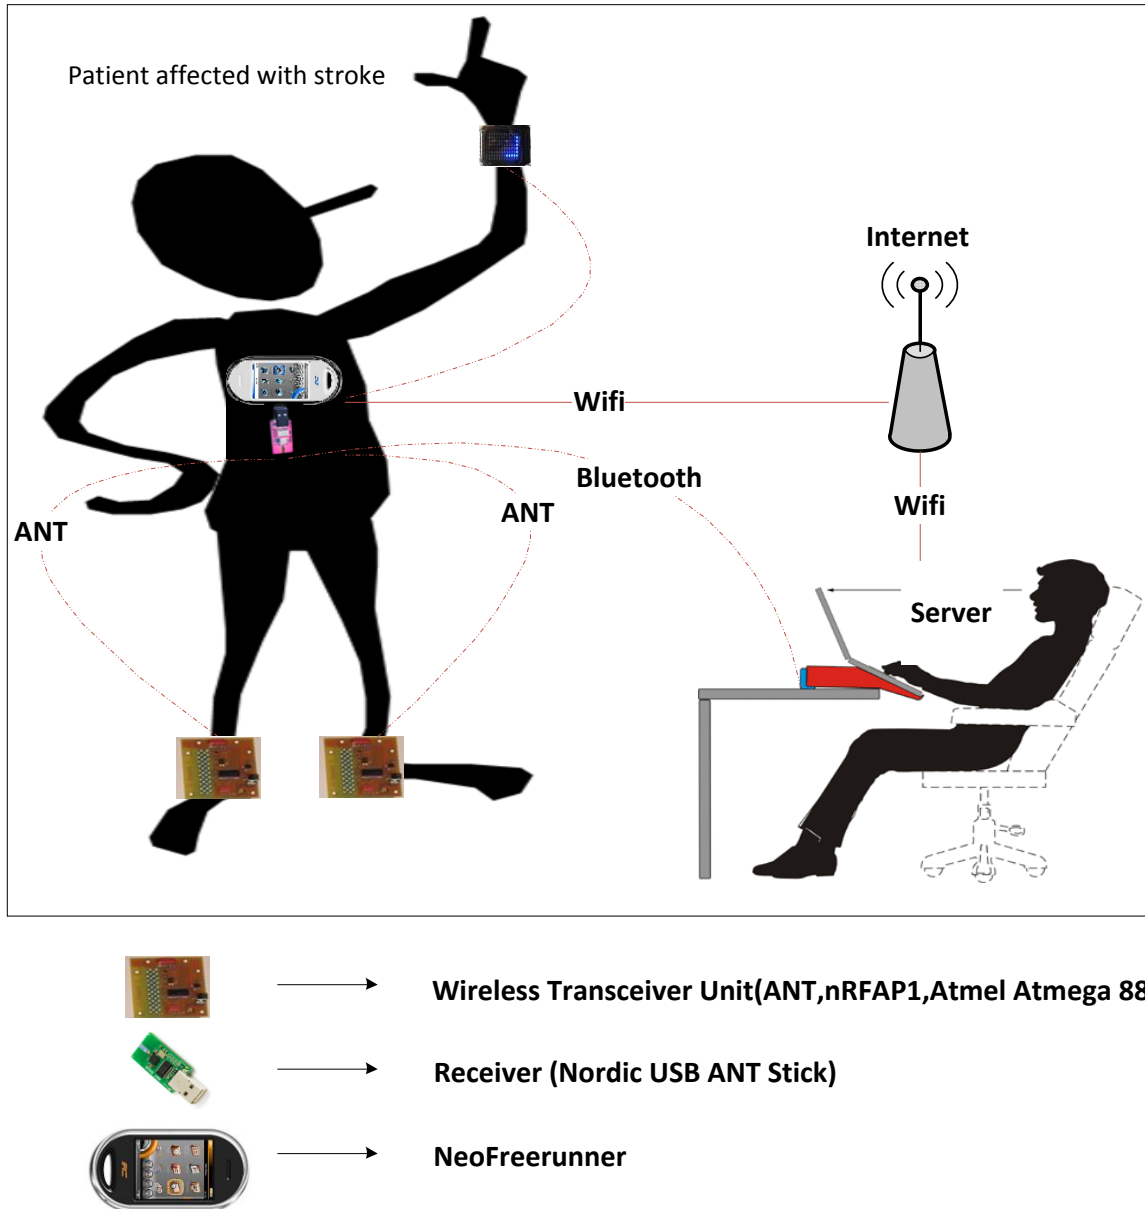 Patient affected with stroke
Internet
Wifi
Bluetooth
ANT
ANT
Wifi
Server
Wireless Transceiver Unit(ANT,nRFAP1,Atmel Atmega 88
Receiver (Nordic USB ANT Stick)
NeoFreerunner